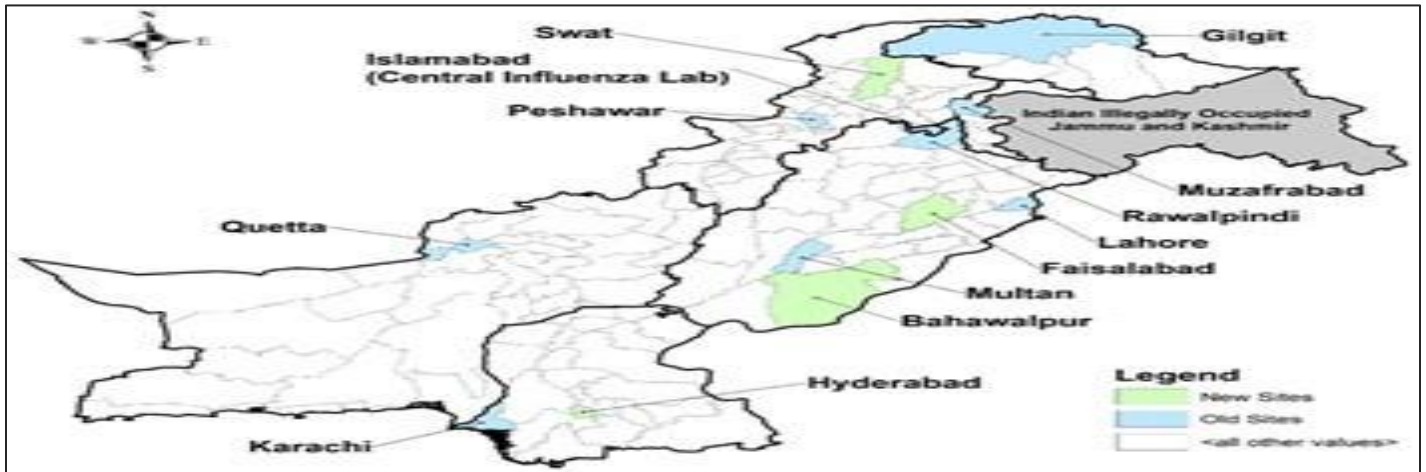 N
W E
S
Swat
Islamabad
(Central Influenza Lab)
Peshawar
Gilgit
Indian Illegally Occupied
Jammu and Kashmir
Muzafrabad
Rawalpindi
Lahore
Faisalabad
Multan
Bahawalpur
Quetta
Hyderabad
Karachi
Legend
New Sites
Old Sites
<all other values>